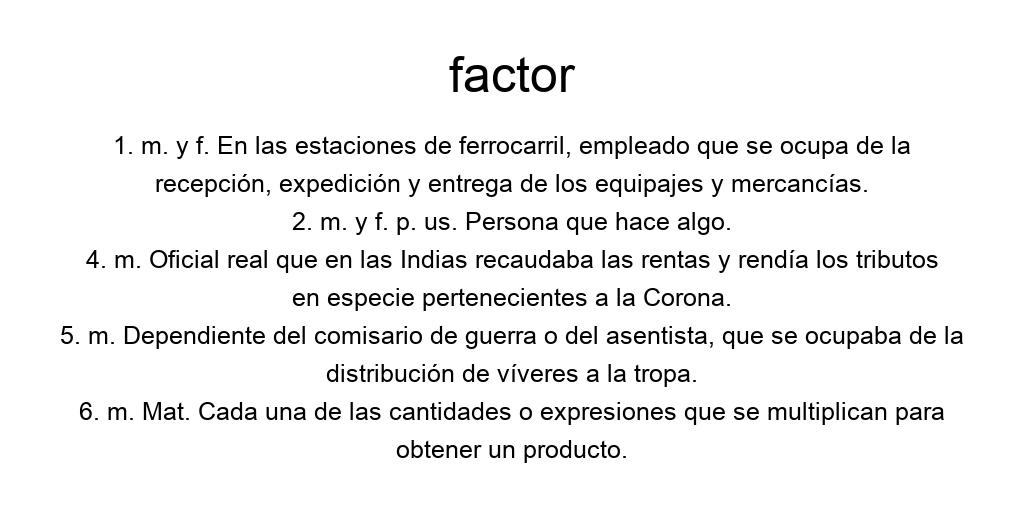 factor
1. m. y f. En las estaciones de ferrocarril, empleado que se ocupa de la
recepción, expedición y entrega de los equipajes y mercancías.
2. m. y f. p. us. Persona que hace algo.
4. m. Oficial real que en las Indias recaudaba las rentas y rendía los tributos
en especie pertenecientes a la Corona.
5. m. Dependiente del comisario de guerra o del asentista, que se ocupaba de la
distribución de víveres a la tropa.
6. m. Mat. Cada una de las cantidades o expresiones que se multiplican para
obtener un producto.